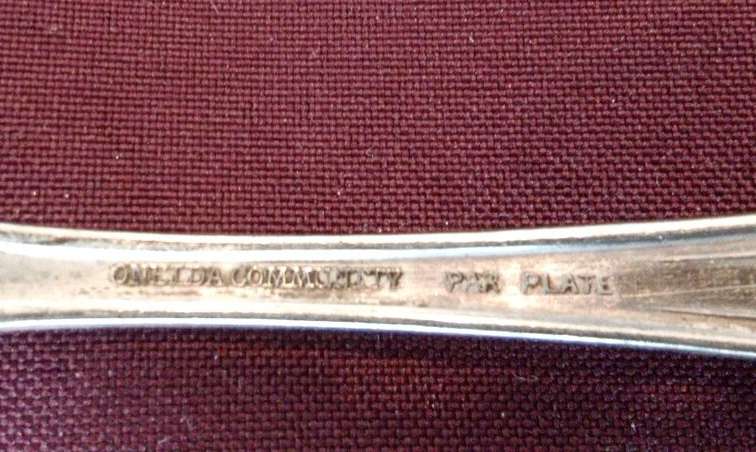 ONEIDA COMMUNITY PAR PLATE